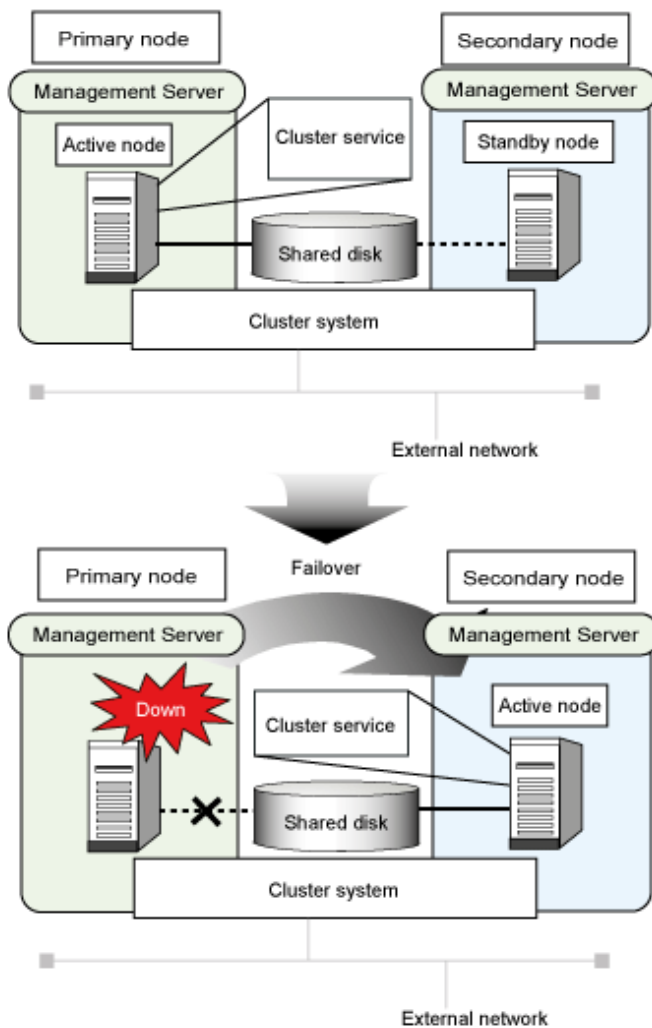 Primary node
Secondary node
Management Server
Management Server
Active node
Cluster service
Standby node
Shared disk
Cluster system
External network
Failover
Primary node
Secondary node
Management Server
Management Server
Down
Active node
Cluster service
Shared disk
Cluster system
External network